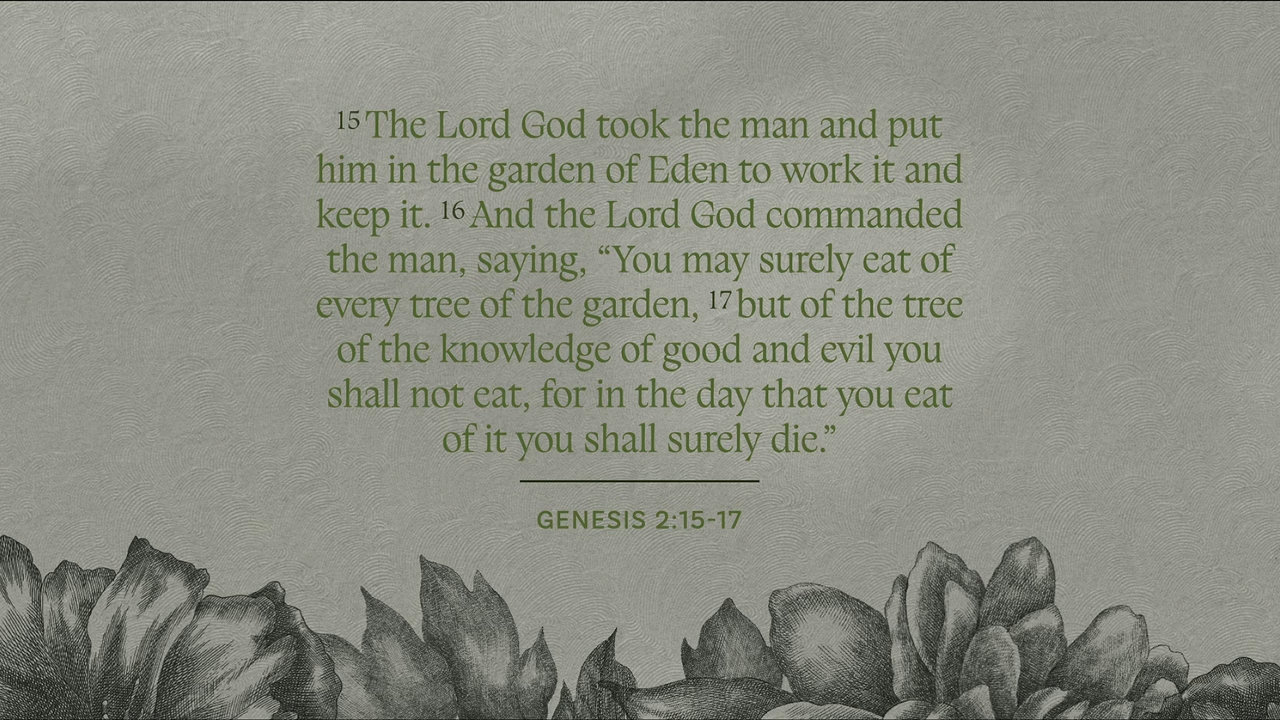 15 The Lord God took the man and put
him in the garden of Eden to work it and
keep it. 16 And the Lord God commanded
the man, saying, “You may surely eat of
every tree of the garden, 17 but of the tree
of the knowledge of good and evil you
shall not eat, for in the day that you eat
of it you shall surely die.”
GENESIS 2:15-17